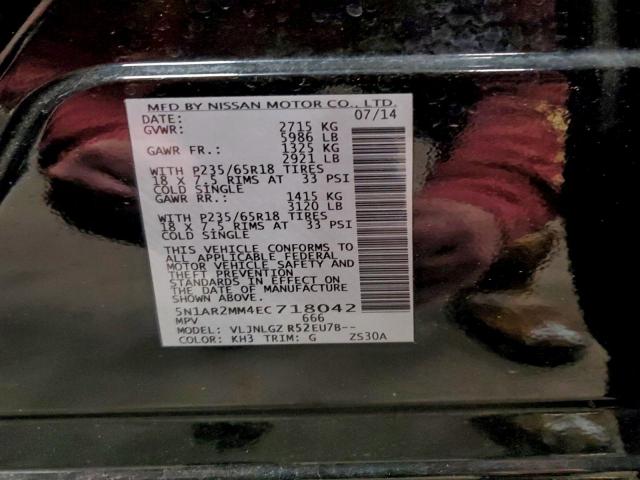 MFD BY NISSAN MOTOR CO., LTD.
DATE: 07/14
GVWR: 2715 KG
5986 LB
GAWR FR.: 1325 KG
2921 LB
WITH P235/65R18 TIRES
18 X 7.5 RIMS AT 33 PSI
COLD SINGLE
GAWR RR.: 1415 KG
3120 LB
WITH P235/65R18 TIRES
18 X 7.5 RIMS AT 33 PSI
COLD SINGLE
THIS VEHICLE CONFORMS TO
ALL APPLICABLE FEDERAL
MOTOR VEHICLE SAFETY AND
THEFT PREVENTION
STANDARDS IN EFFECT ON
THE DATE OF MANUFACTURE
SHOWN ABOVE.
5N1AR2MM4EC718042
MPV 666
MODEL: VLJNLGZ R52EU7B--
COLOR: KH3 TRIM: G ZS30A